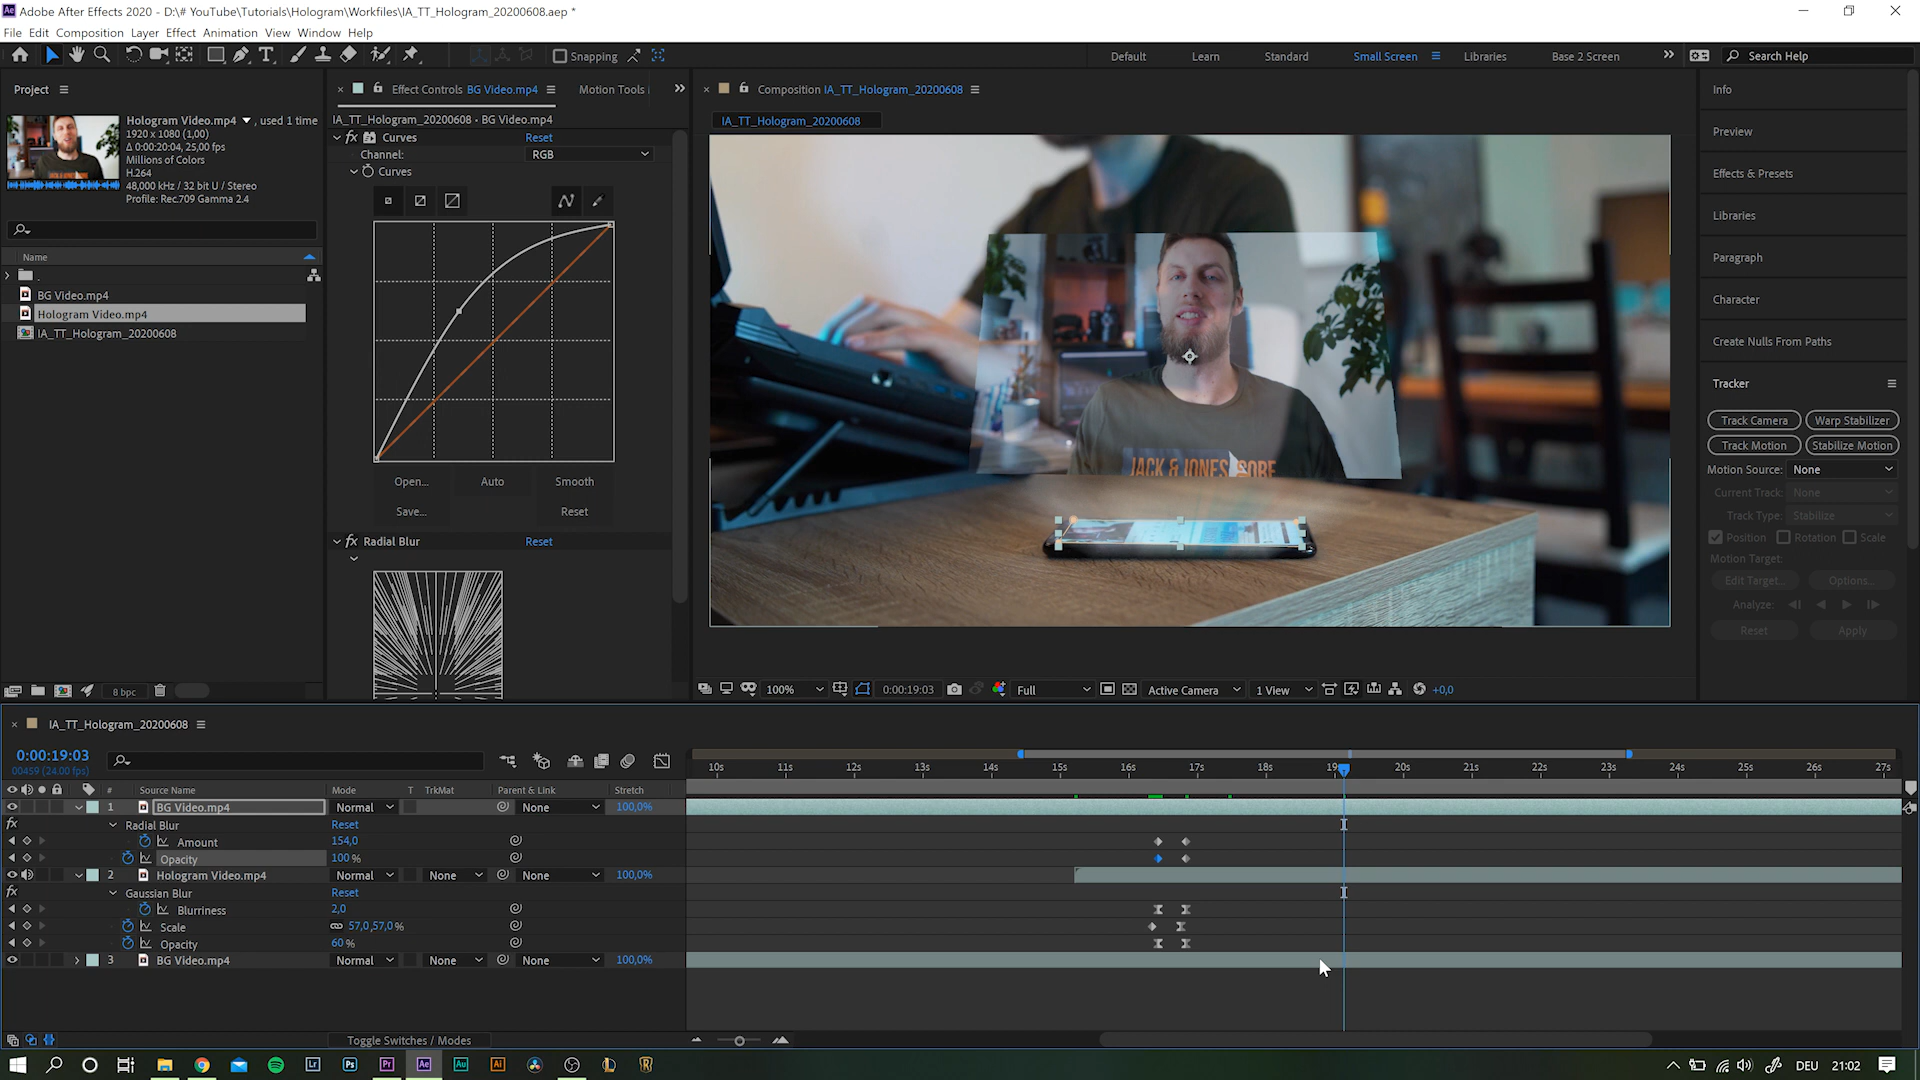 Adobe After Effects 2020 - D:\# YouTube\Tutorials\Hologram\Workfiles\IA_TT_Hologram_20200608.aep *
File Edit Composition Layer Effect Animation View Window Help
Snapping
Default Learn Standard Small Screen Libraries Base 2 Screen Search Help
Project
Hologram Video.mp4 , used 1 time
1920 x 1080 (1,00)
Δ 0:00:20:04, 25,00 fps
Millions of Colors
H.264
48,000 kHz / 32 bit U / Stereo
Profile: Rec.709 Gamma 2.4
Name
BG Video.mp4
Hologram Video.mp4
IA_TT_Hologram_20200608
8 bpc
Effect Controls BG Video.mp4
Motion Tools
IA_TT_Hologram_20200608 • BG Video.mp4
fx Curves Reset
Channel: RGB
Curves
Open... Auto Smooth
Save... Reset
fx Radial Blur Reset
Composition IA_TT_Hologram_20200608
IA_TT_Hologram_20200608
JACK & JONES CORE
100% 0:00:19:03 Full Active Camera 1 View +0,0
Info
Preview
Effects & Presets
Libraries
Paragraph
Character
Create Nulls From Paths
Tracker
Track Camera Warp Stabilizer
Track Motion Stabilize Motion
Motion Source: None
Current Track: None
Track Type: Stabilize
Position Rotation Scale
Motion Target:
Edit Target... Options...
Analyze:
Reset Apply
IA_TT_Hologram_20200608
0:00:19:03
00459 (24.00 fps)
# Source Name Mode T TrkMat Parent & Link Stretch
10s 11s 12s 13s 14s 15s 16s 17s 18s 19s 20s 21s 22s 23s 24s 25s 26s 27s
1 BG Video.mp4 Normal None 100,0%
fx Radial Blur Reset
Amount 154,0
Opacity 100 %
2 Hologram Video.mp4 Normal None None 100,0%
fx Gaussian Blur Reset
Blurriness 2,0
Scale 57,0,57,0 %
Opacity 60 %
3 BG Video.mp4 Normal None None 100,0%
Toggle Switches / Modes
Lr Ps Pr Ae Au Ai
DEU 21:02